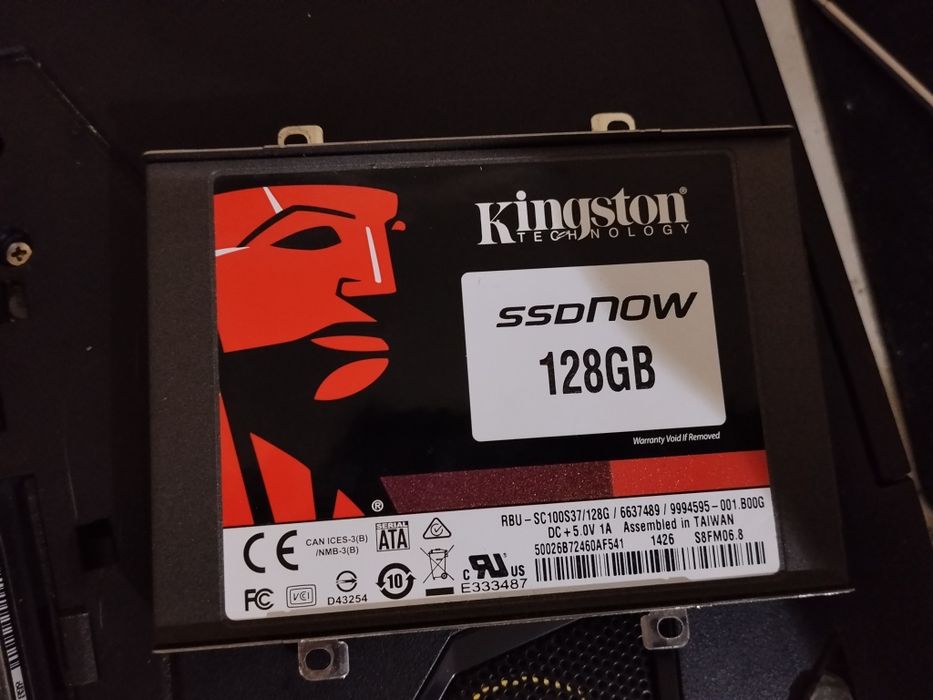 Kingston®
TECHNOLOGY
SSDNOW
128GB
Warranty Void If Removed
®
RBU-SC100S37/128G / 6637489 / 9994595-001.B00G
DC+5.0V 1A Assembled in TAIWAN
50026B72460AF541 1426 S8FM06.8
CE CAN ICES-3(B)
/NMB-3(B)
SERIAL
ATA
FC VCI D43254 10 c RU US
E333487